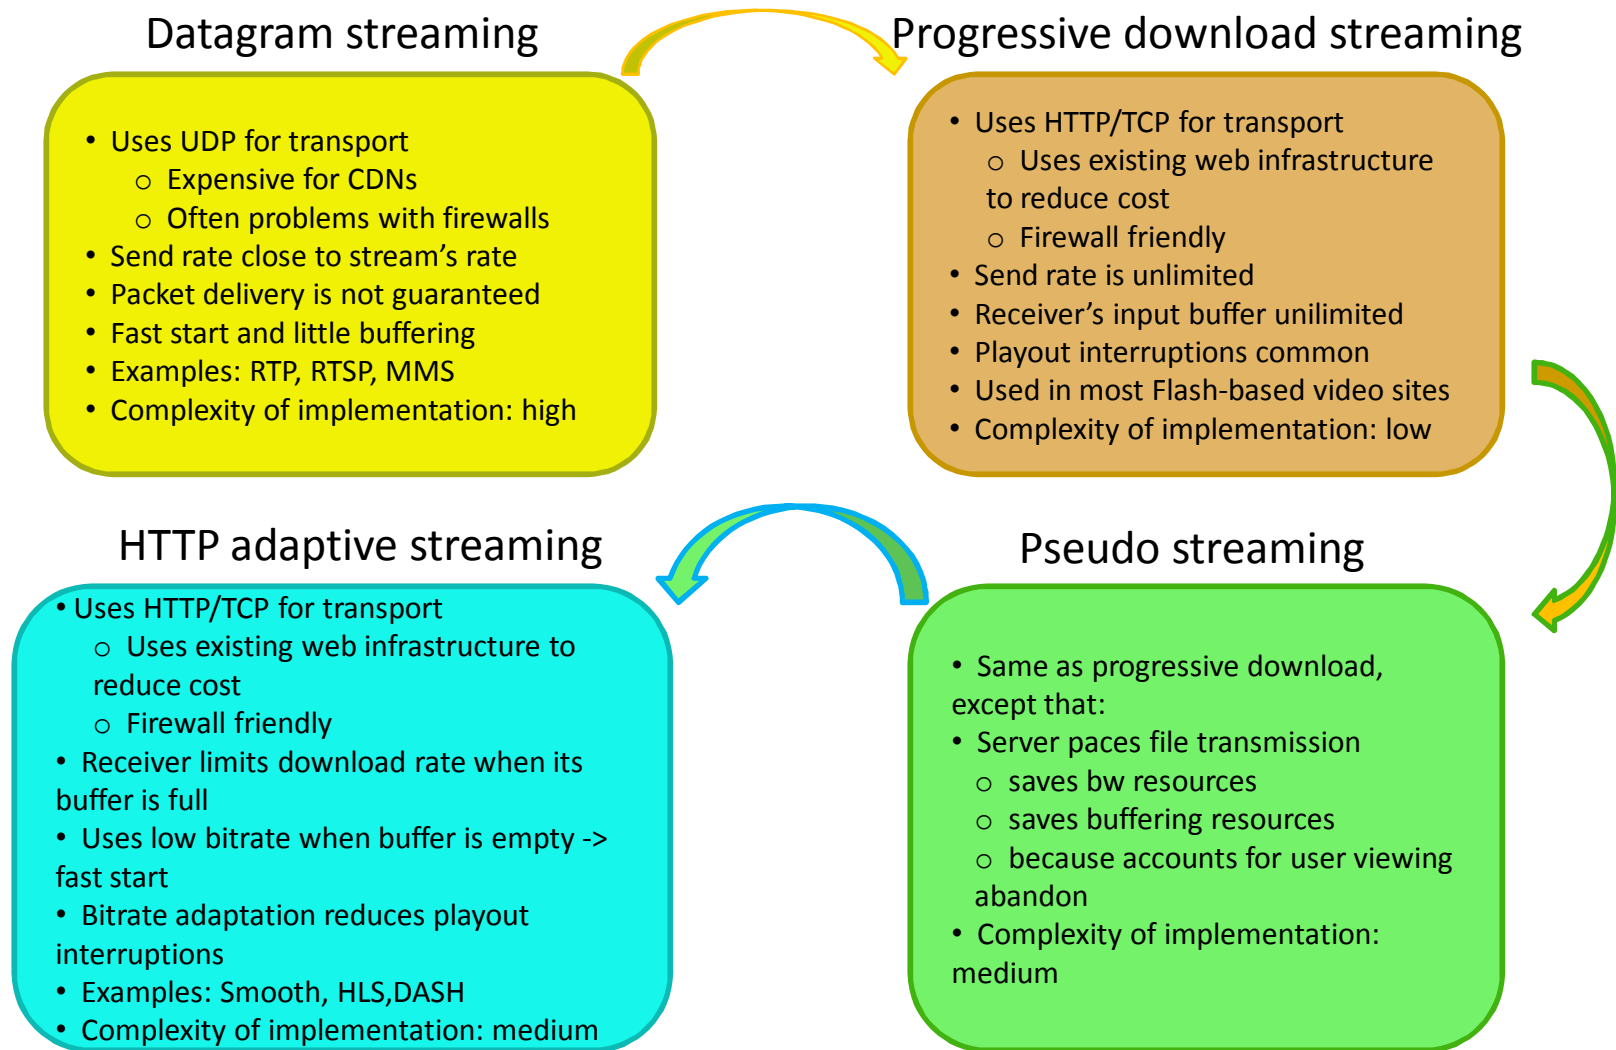 Datagram streaming
• Uses UDP for transport
o Expensive for CDNs
o Often problems with firewalls
• Send rate close to stream's rate
• Packet delivery is not guaranteed
• Fast start and little buffering
• Examples: RTP, RTSP, MMS
• Complexity of implementation: high
Progressive download streaming
• Uses HTTP/TCP for transport
o Uses existing web infrastructure
to reduce cost
o Firewall friendly
• Send rate is unlimited
• Receiver’s input buffer unilimited
• Playout interruptions common
• Used in most Flash-based video sites
• Complexity of implementation: low
HTTP adaptive streaming
• Uses HTTP/TCP for transport
o Uses existing web infrastructure to
reduce cost
o Firewall friendly
• Receiver limits download rate when its
buffer is full
• Uses low bitrate when buffer is empty ->
fast start
• Bitrate adaptation reduces playout
interruptions
• Examples: Smooth, HLS,DASH
• Complexity of implementation: medium
Pseudo streaming
• Same as progressive download,
except that:
• Server paces file transmission
o saves bw resources
o saves buffering resources
o because accounts for user viewing
abandon
• Complexity of implementation:
medium